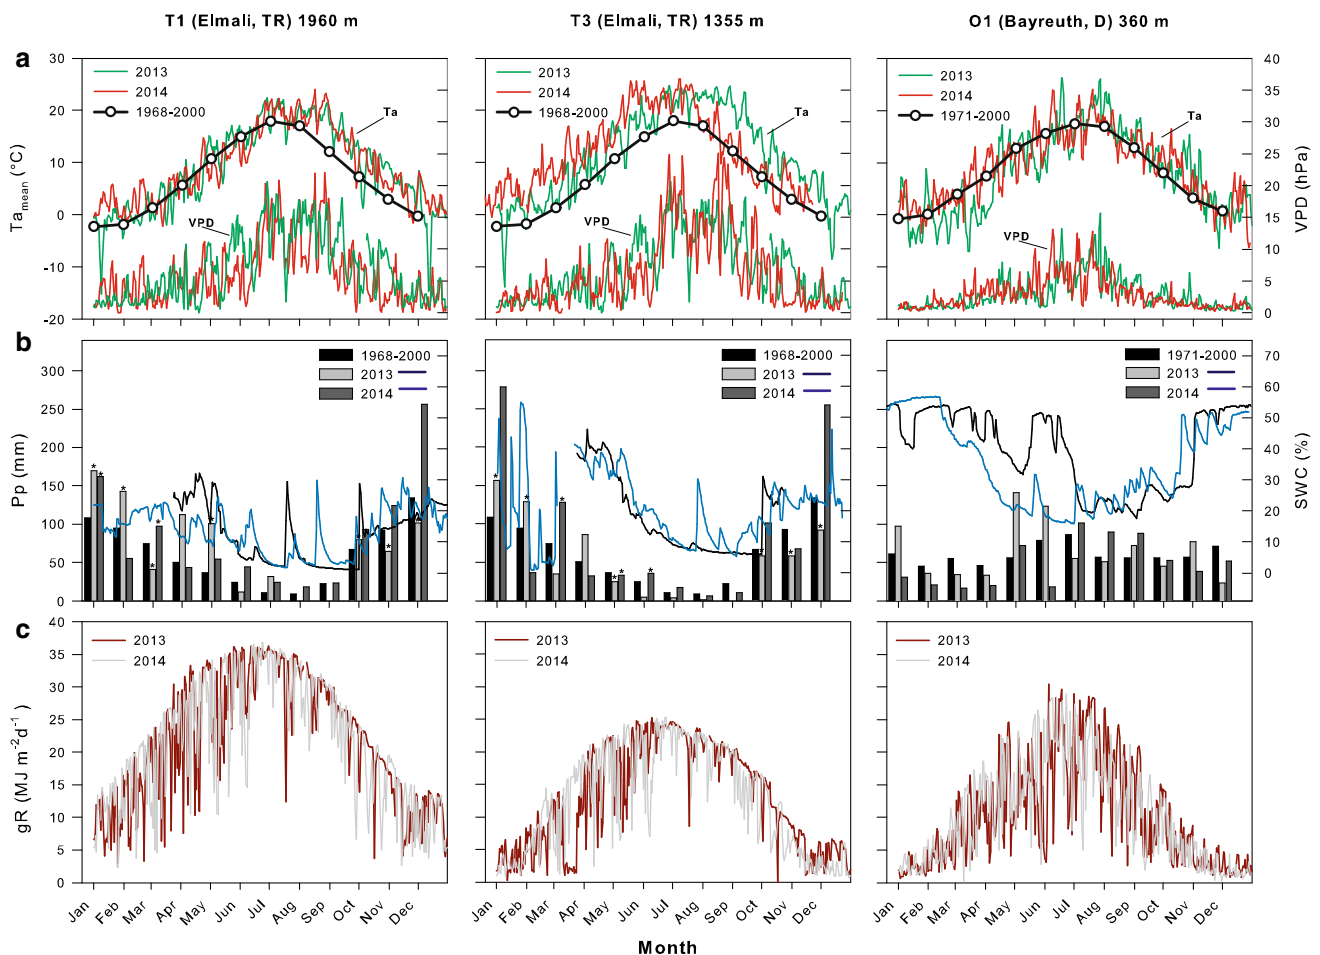 T1 (Elmali, TR) 1960 m
T3 (Elmali, TR) 1355 m
O1 (Bayreuth, D) 360 m
a
Ta mean (°C)
30
20
10
0
-10
-20
2013
2014
1968-2000
Ta
VPD
2013
2014
1968-2000
Ta
VPD
2013
2014
1971-2000
Ta
VPD
40
35
30
25
20
15
10
5
0
VPD (hPa)
b
Pp (mm)
300
250
200
150
100
50
0
1968-2000
2013
2014
* * * * * * * *
1968-2000
2013
2014
* * * * * * * * *
1971-2000
2013
2014
70
60
50
40
30
20
10
0
SWC (%)
c
gR (MJ m-2d-1 )
40
35
30
25
20
15
10
5
0
2013
2014
2013
2014
2013
2014
Jan Feb Mar Apr May Jun Jul Aug Sep Oct Nov Dec
Jan Feb Mar Apr May Jun Jul Aug Sep Oct Nov Dec
Jan Feb Mar Apr May Jun Jul Aug Sep Oct Nov Dec
Month